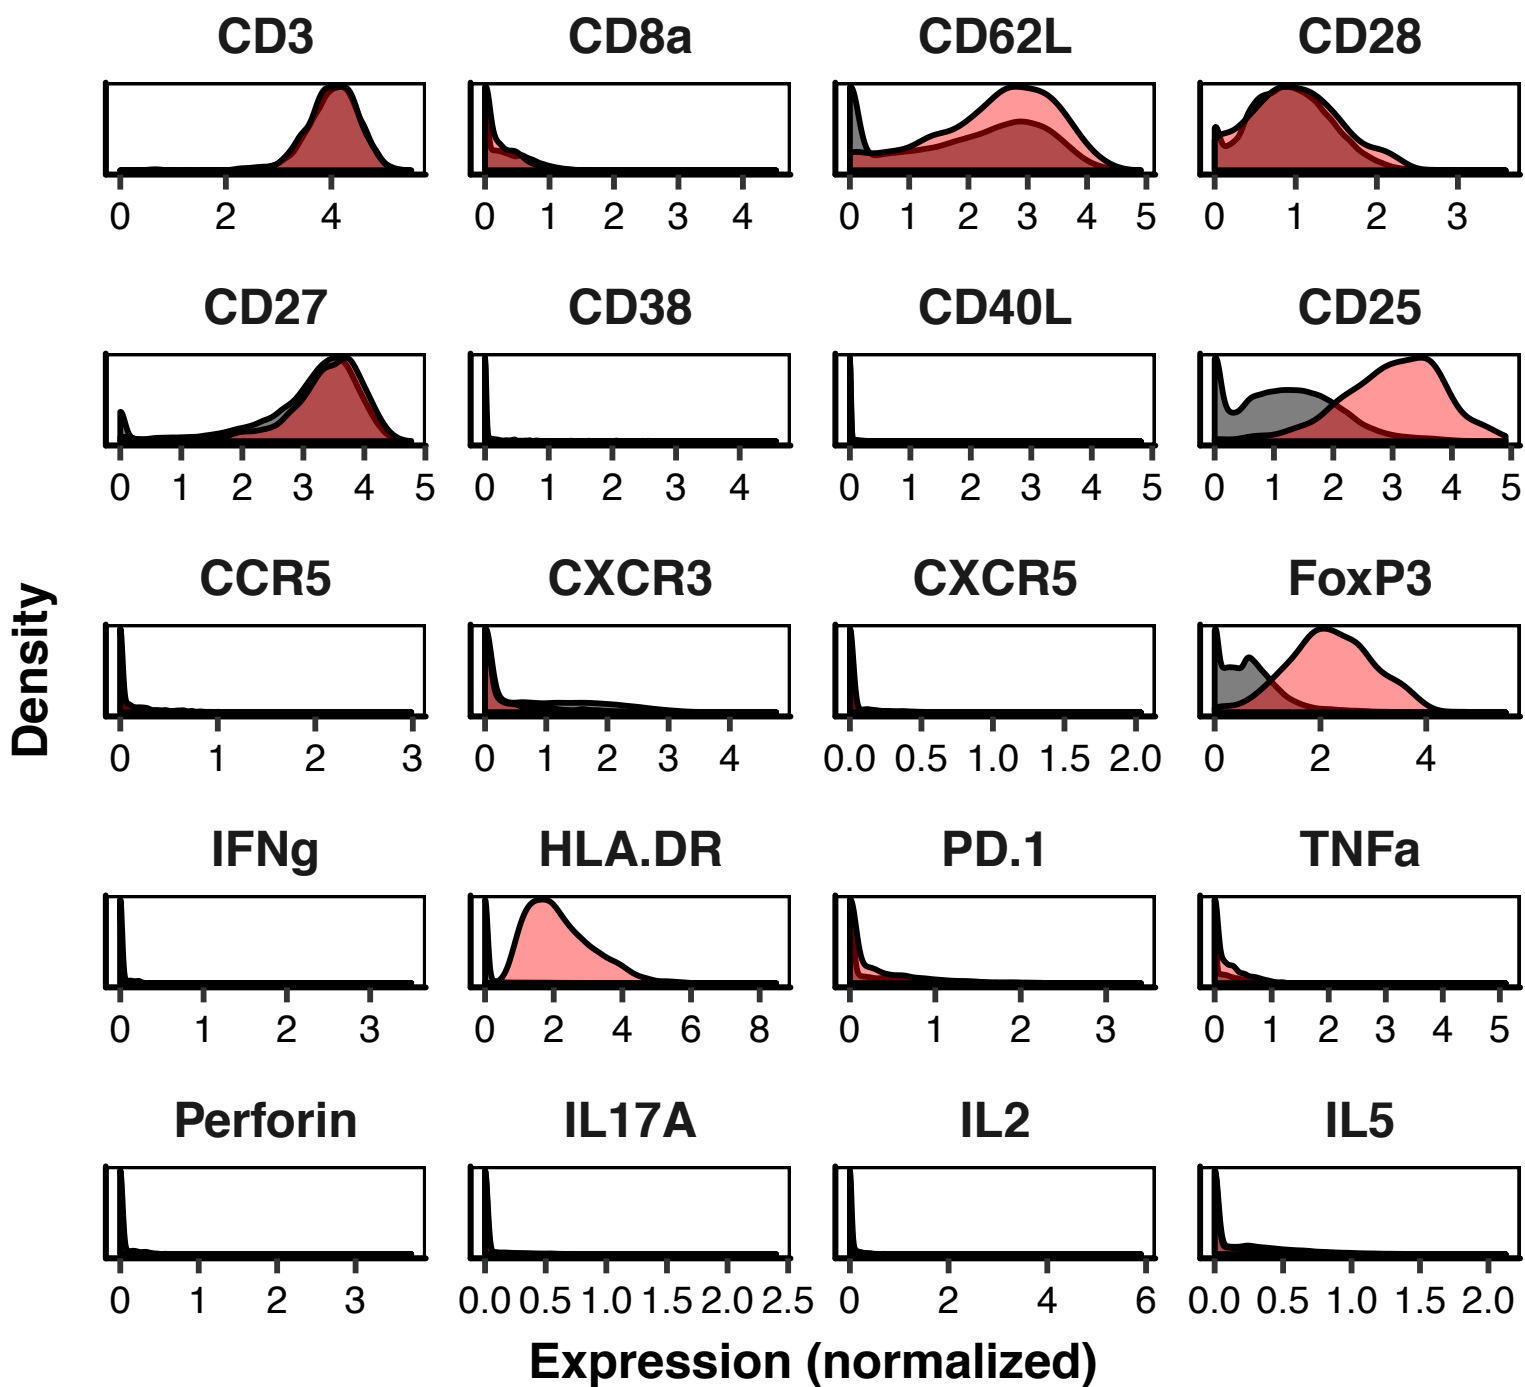 CD3 CD8a CD62L CD28
0 2 4 0 1 2 3 4 0 1 2 3 4 5 0 1 2 3
CD27 CD38 CD40L CD25
0 1 2 3 4 5 0 1 2 3 4 0 1 2 3 4 5 0 1 2 3 4 5
CCR5 CXCR3 CXCR5 FoxP3
Density
0 1 2 3 0 1 2 3 4 0.0 0.5 1.0 1.5 2.0 0 2 4
IFNg HLA.DR PD.1 TNFa
0 1 2 3 0 2 4 6 8 0 1 2 3 0 1 2 3 4 5
Perforin IL17A IL2 IL5
0 1 2 3 0.0 0.5 1.0 1.5 2.0 2.5 0 2 4 6 0.0 0.5 1.0 1.5 2.0
Expression (normalized)